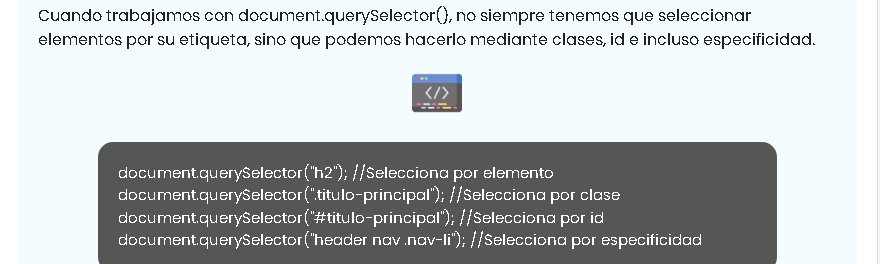 Cuando trabajamos con document.querySelector(), no siempre tenemos que seleccionar
elementos por su etiqueta, sino que podemos hacerlo mediante clases, id e incluso especificidad.
</>
document.querySelector("h2"); //Selecciona por elemento
document.querySelector(".titulo-principal"); //Selecciona por clase
document.querySelector("#titulo-principal"); //Selecciona por id
document.querySelector("header nav .nav-li"); //Selecciona por especificidad